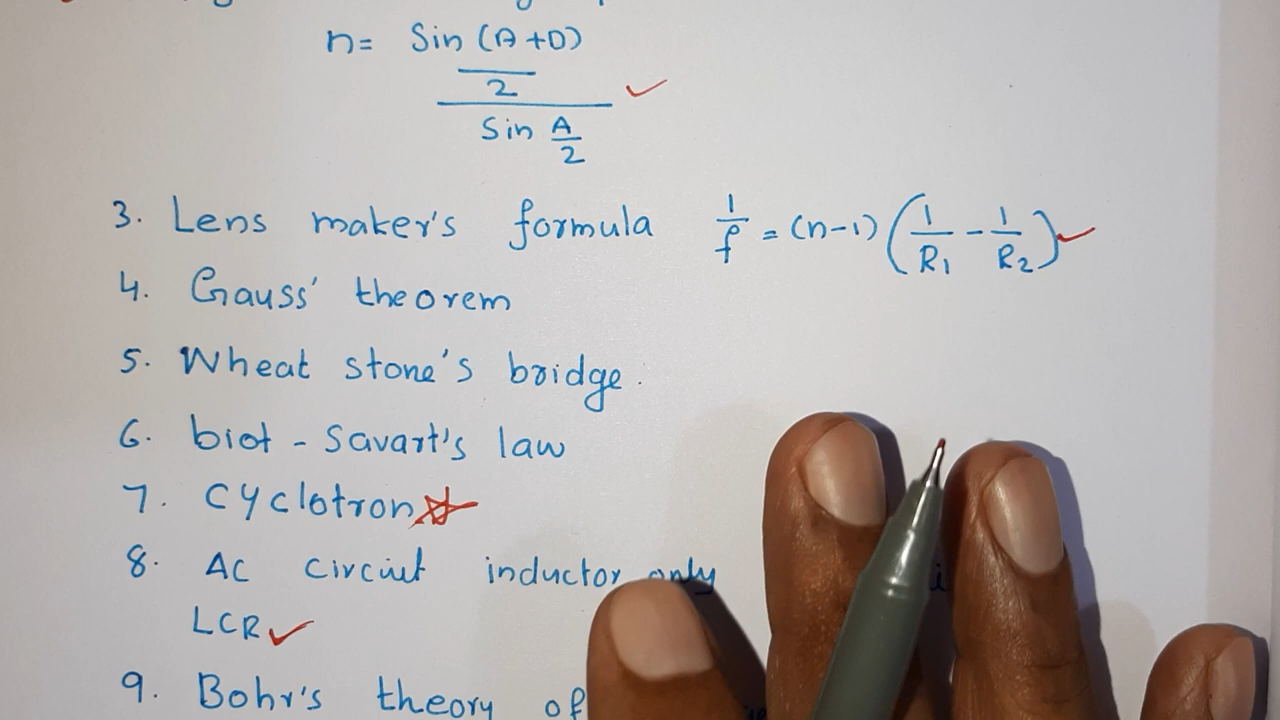 n = Sin (A+D)
2
Sin A/2
3. Lens maker's formula 1/f = (n-1) (1/R1 - 1/R2)
4. Gauss' theorem
5. Wheat stone's bridge.
6. biot - Savart's law
7. Cyclotron
8. AC circuit inductor only
LCR
9. Bohr's theory of